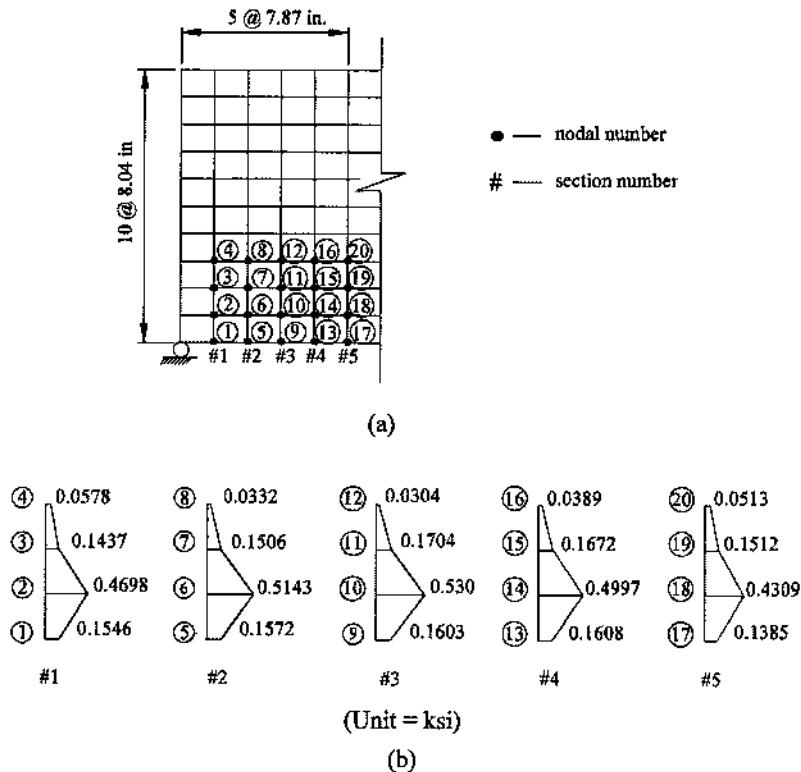 5 @ 7.87 in.
10 @ 8.04 in
● — nodal number
# — section number
④ ⑧ ⑫ ⑯ ⑳
③ ⑦ ⑪ ⑮ ⑲
② ⑥ ⑩ ⑭ ⑱
① ⑤ ⑨ ⑬ ⑰
#1 #2 #3 #4 #5
(a)
④ 0.0578 ⑧ 0.0332 ⑫ 0.0304 ⑯ 0.0389 ⑳ 0.0513
③ 0.1437 ⑦ 0.1506 ⑪ 0.1704 ⑮ 0.1672 ⑲ 0.1512
② 0.4698 ⑥ 0.5143 ⑩ 0.530 ⑭ 0.4997 ⑱ 0.4309
① 0.1546 ⑤ 0.1572 ⑨ 0.1603 ⑬ 0.1608 ⑰ 0.1385
#1 #2 #3 #4 #5
(Unit = ksi)
(b)